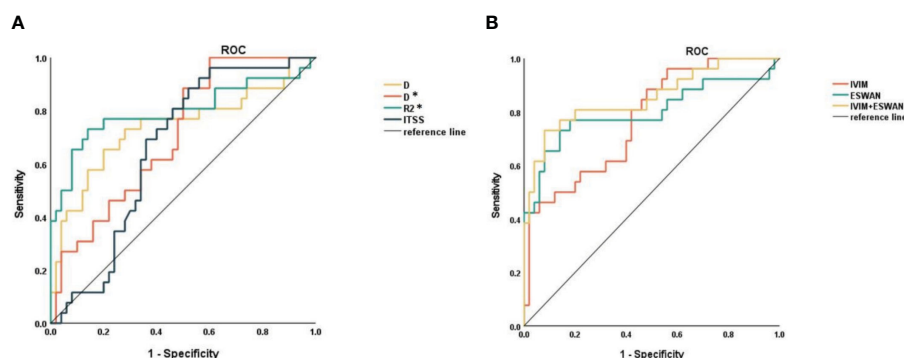 A
ROC
1.0
0.8
0.6
0.4
0.2
0.0
0.0 0.2 0.4 0.6 0.8 1.0
Sensitivity
1 - Specificity
D
D *
R2 *
ITSS
reference line
B
ROC
1.0
0.8
0.6
0.4
0.2
0.0
0.0 0.2 0.4 0.6 0.8 1.0
Sensitivity
1 - Specificity
IVIM
ESWAN
IVIM+ESWAN
reference line